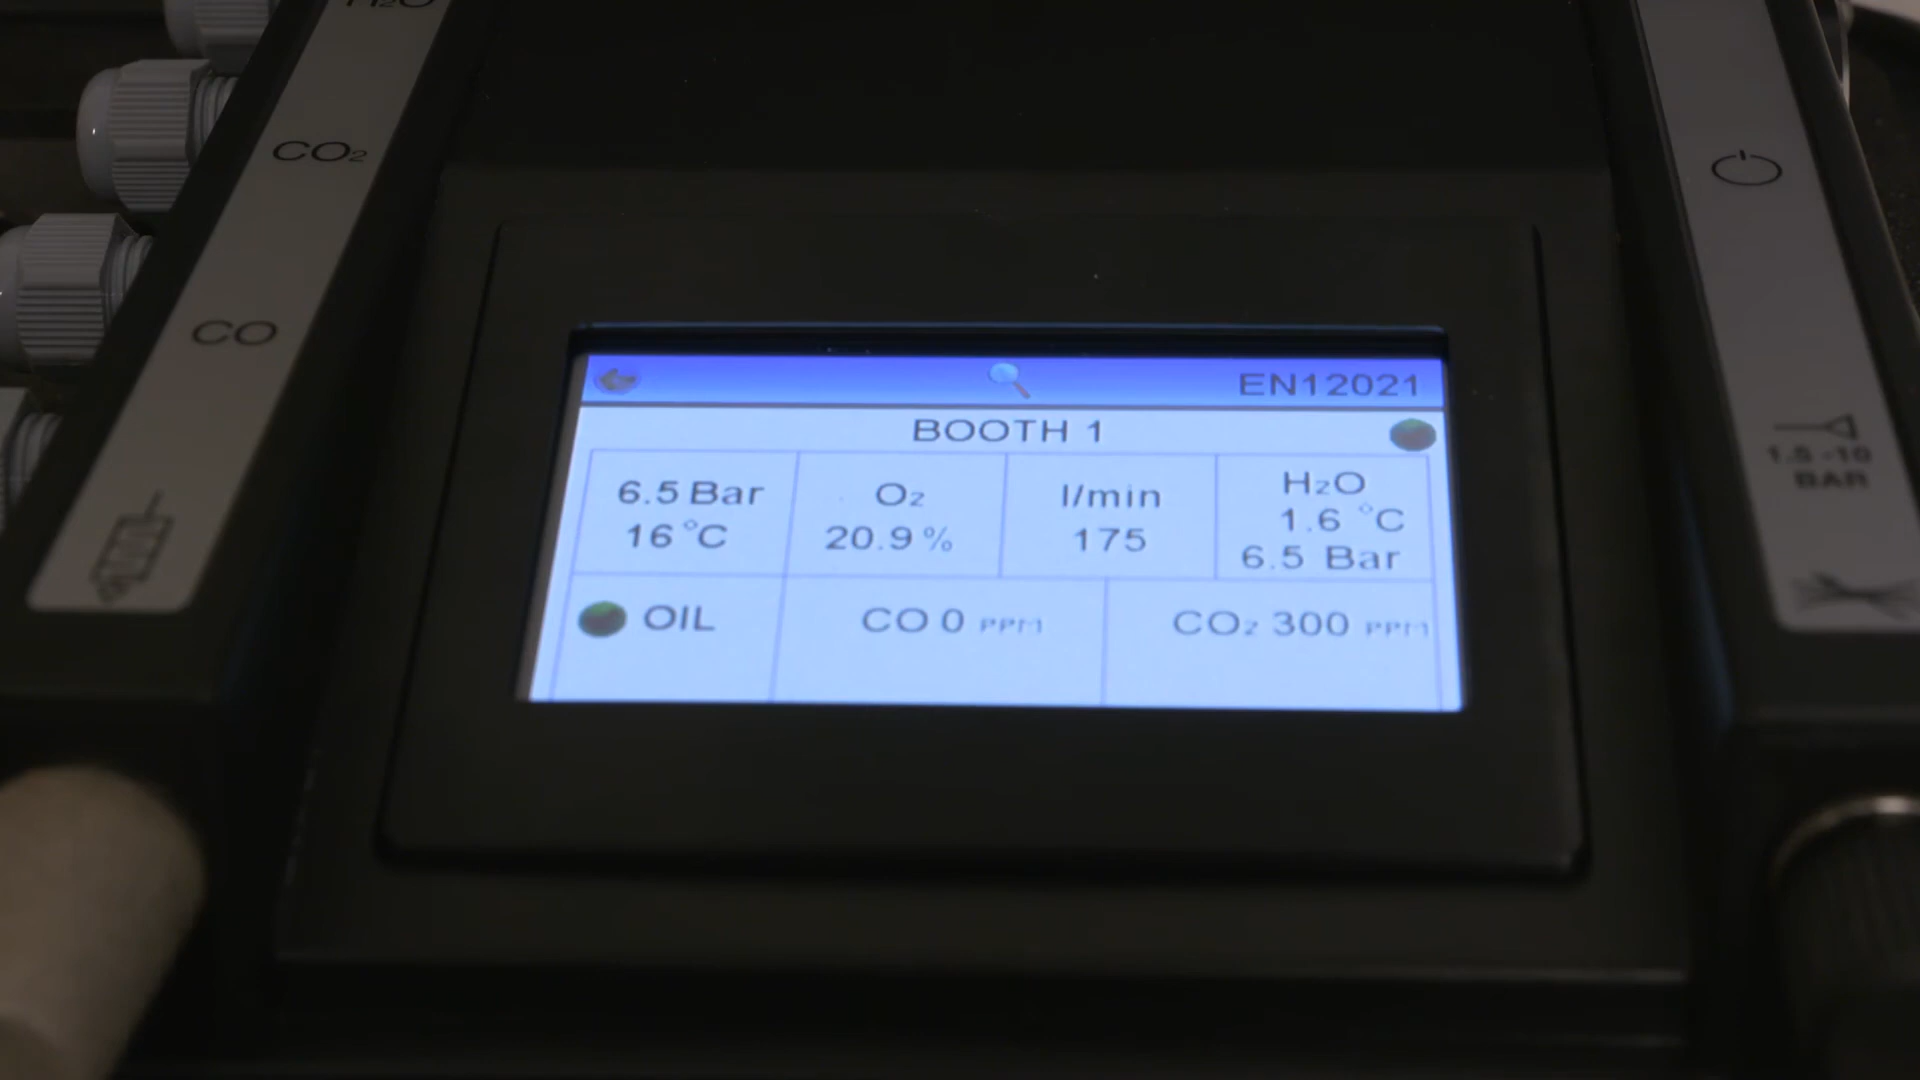 H₂O
CO₂
CO
1.5-10
BAR
EN12021
BOOTH 1
6.5 Bar
16 °C
O₂
20.9 %
l/min
175
H₂O
1.6 °C
6.5 Bar
OIL
CO 0 PPM
CO₂ 300 PPM